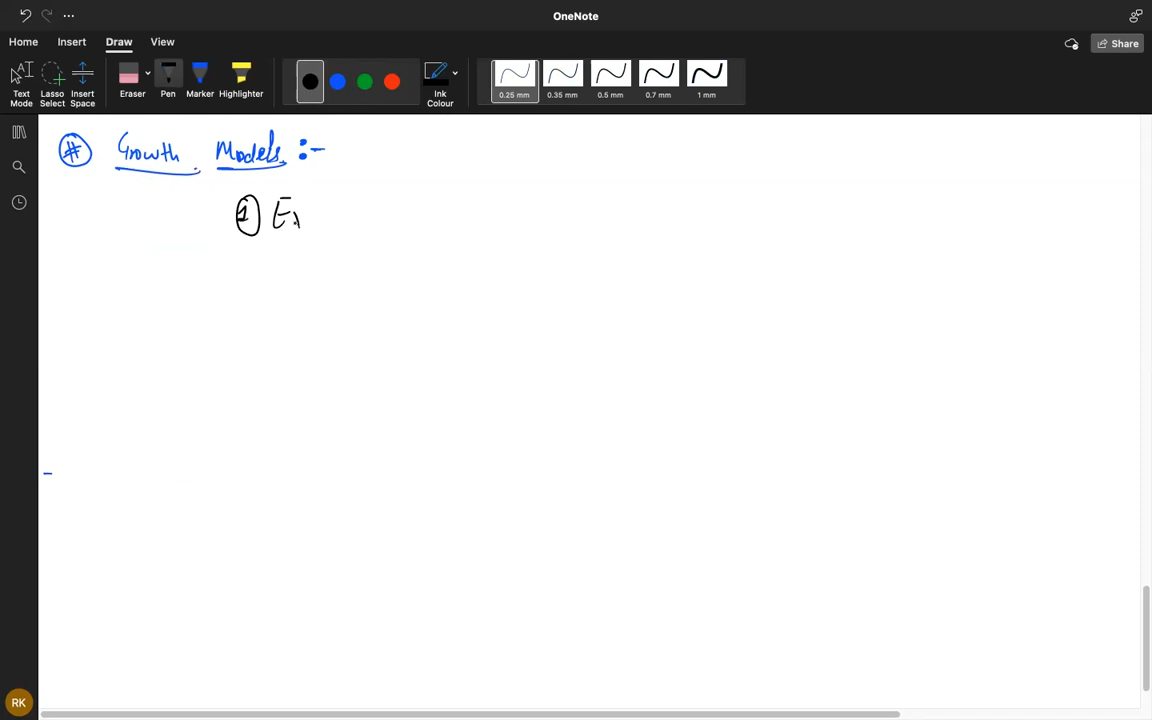 OneNote
Home Insert Draw View Share
Text Mode Lasso Select Insert Space Eraser Pen Marker Highlighter Ink Colour 0.25 mm 0.35 mm 0.5 mm 0.7 mm 1 mm
# Growth Models :-
① Ex
RK